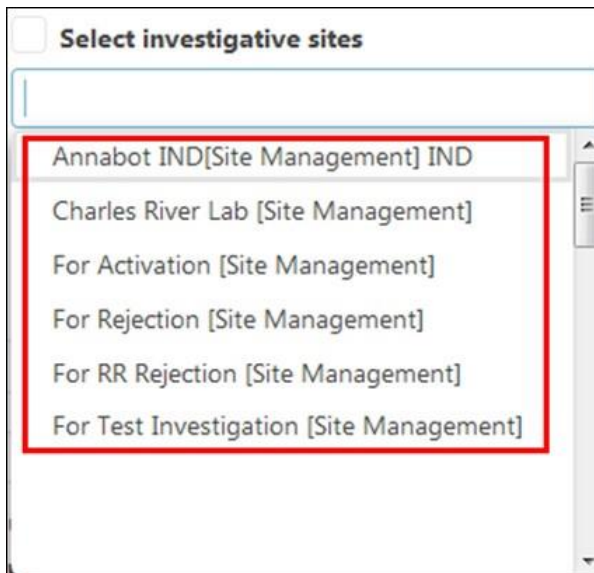 Select investigative sites
Annabot IND[Site Management] IND
Charles River Lab [Site Management]
For Activation [Site Management]
For Rejection [Site Management]
For RR Rejection [Site Management]
For Test Investigation [Site Management]